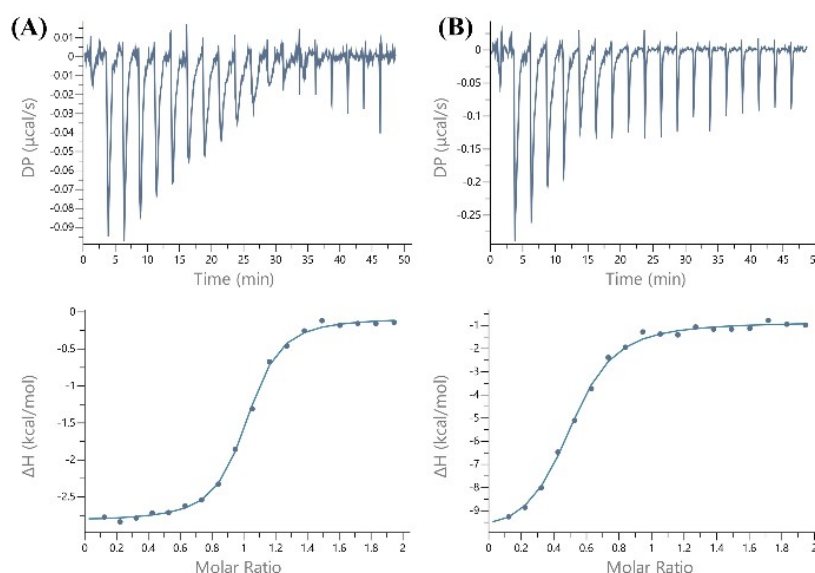 (A)
0.01
0
-0.01
-0.02
-0.03
-0.04
-0.05
-0.06
-0.07
-0.08
-0.09
DP (µcal/s)
0 5 10 15 20 25 30 35 40 45 50
Time (min)
(B)
0
-0.05
-0.1
-0.15
-0.2
-0.25
DP (µcal/s)
0 5 10 15 20 25 30 35 40 45
Time (min)
0
-0.5
-1
-1.5
-2
-2.5
ΔH (kcal/mol)
0.2 0.4 0.6 0.8 1 1.2 1.4 1.6 1.8 2
Molar Ratio
-1
-2
-3
-4
-5
-6
-7
-8
-9
ΔH (kcal/mol)
0 0.2 0.4 0.6 0.8 1 1.2 1.4 1.6 1.8 2
Molar Ratio